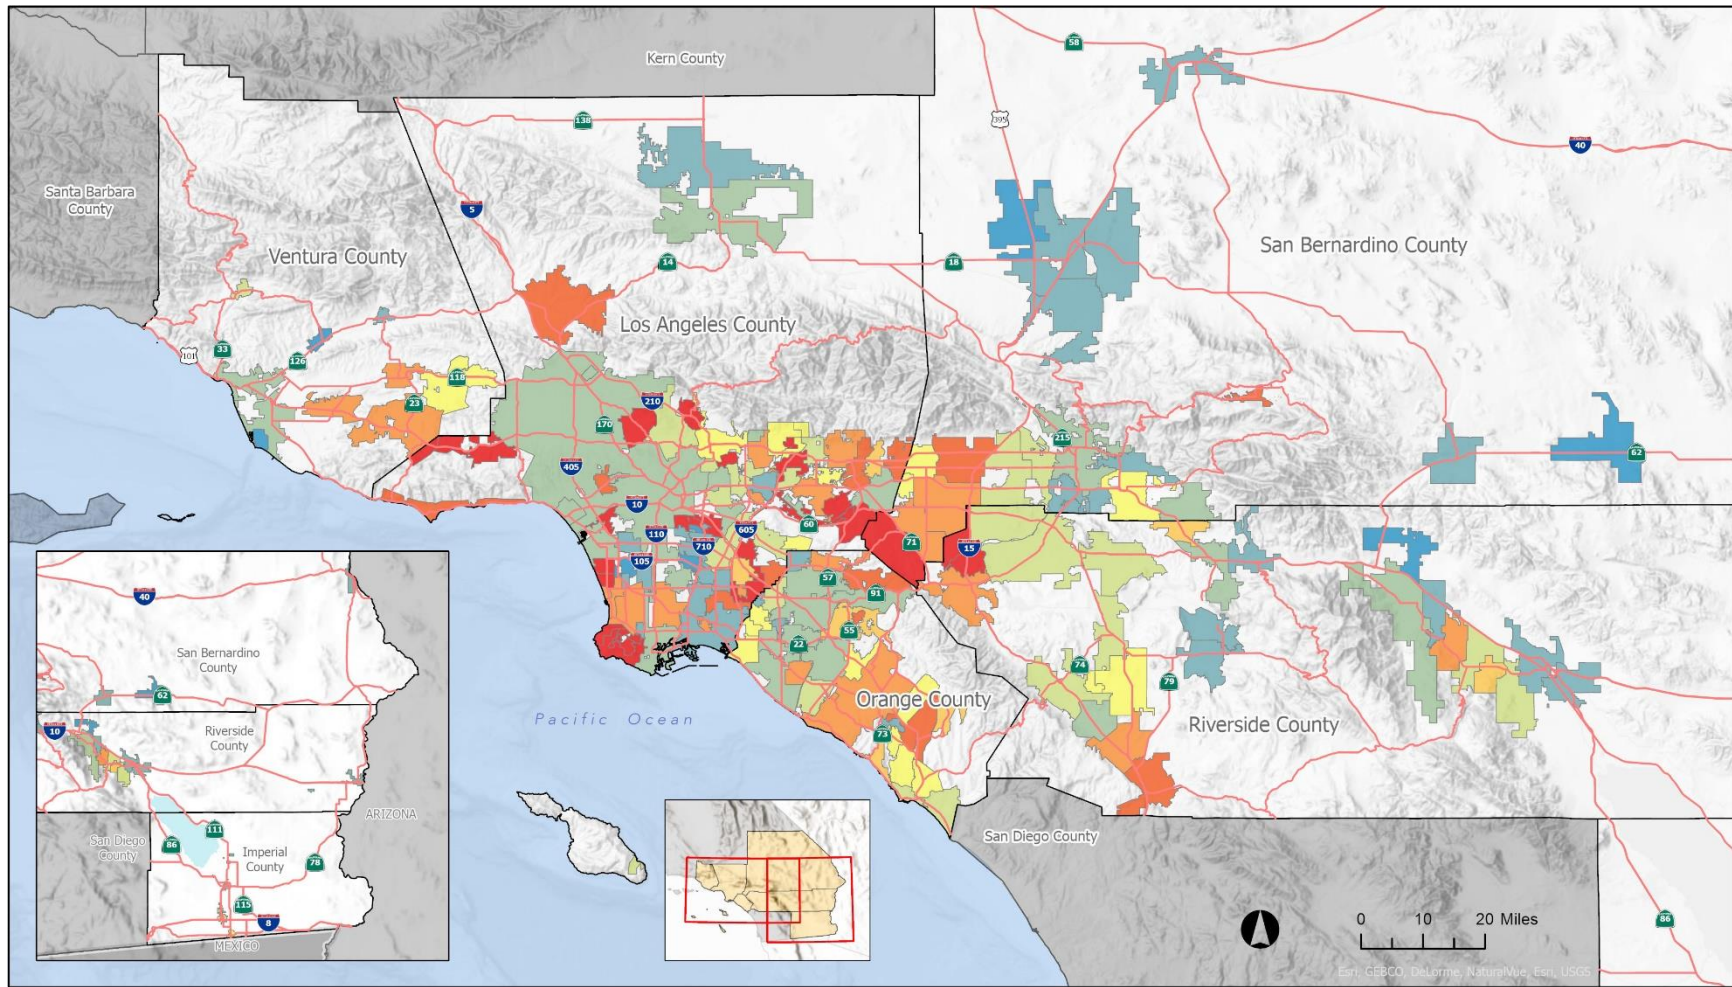 Kern County
58
138
395
40
Santa Barbara
County
5
Ventura County
San Bernardino County
14
18
Los Angeles County
101
33
126
118
23
210
170
215
62
405
10
60
110
605
710
71
15
105
57
91
55
22
74
79
Orange County
Riverside County
73
Pacific Ocean
San Diego County
40
San Bernardino
County
62
10
Riverside
County
ARIZONA
San Diego
County
111
86
Imperial
County
78
115
8
MEXICO
0 10 20 Miles
86
Esri, GEBCO, DeLorme, NaturalVue, Esri, USGS